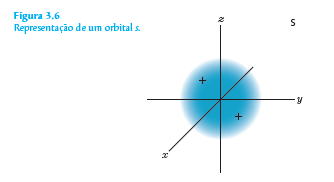 Figura 3.6
Representação de um orbital s.
z
S
+
y
+
x